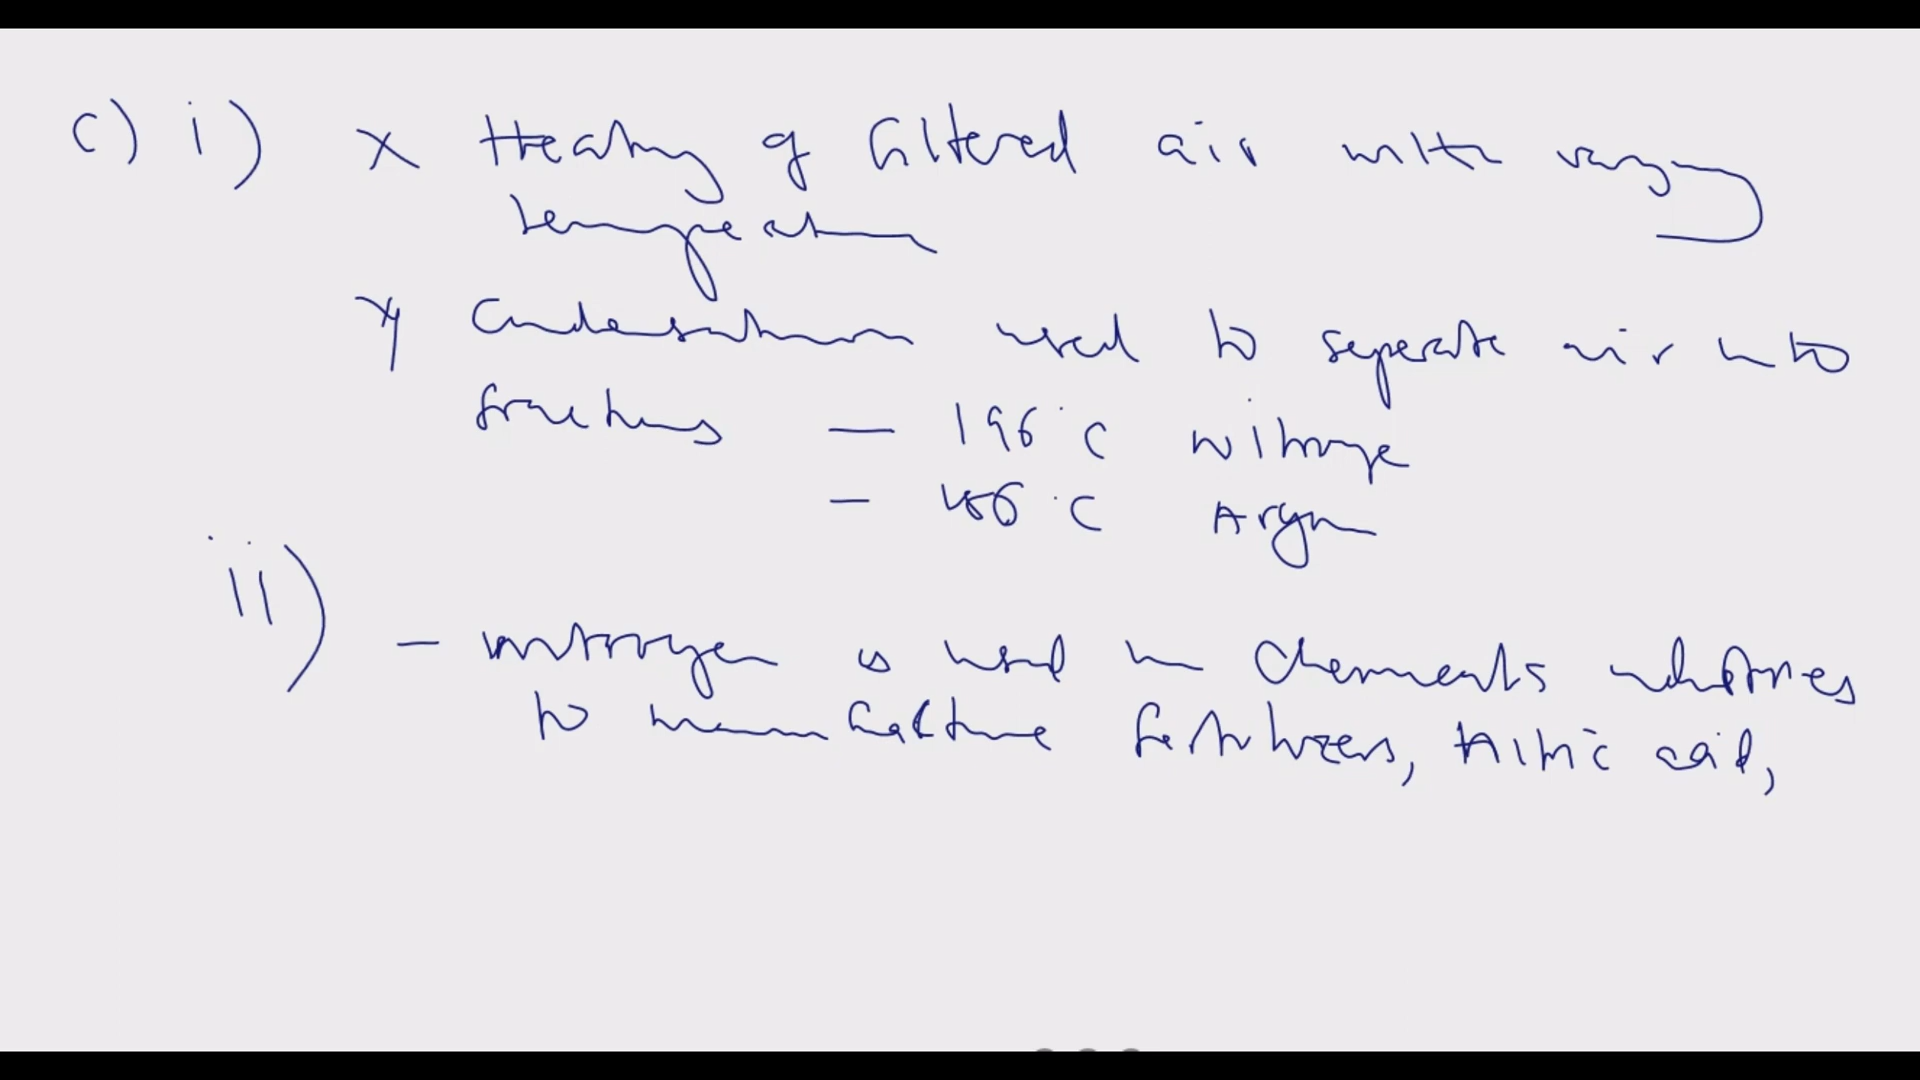 c) i) x Heating of filtered air with varying
temperature
y Condensation used to seperate air into
fractions - 196°C Nitrogen
- 186°C Argon
ii) - nitrogen is used in chemicals industries
to manufacture fertilizers, Nitric acid,